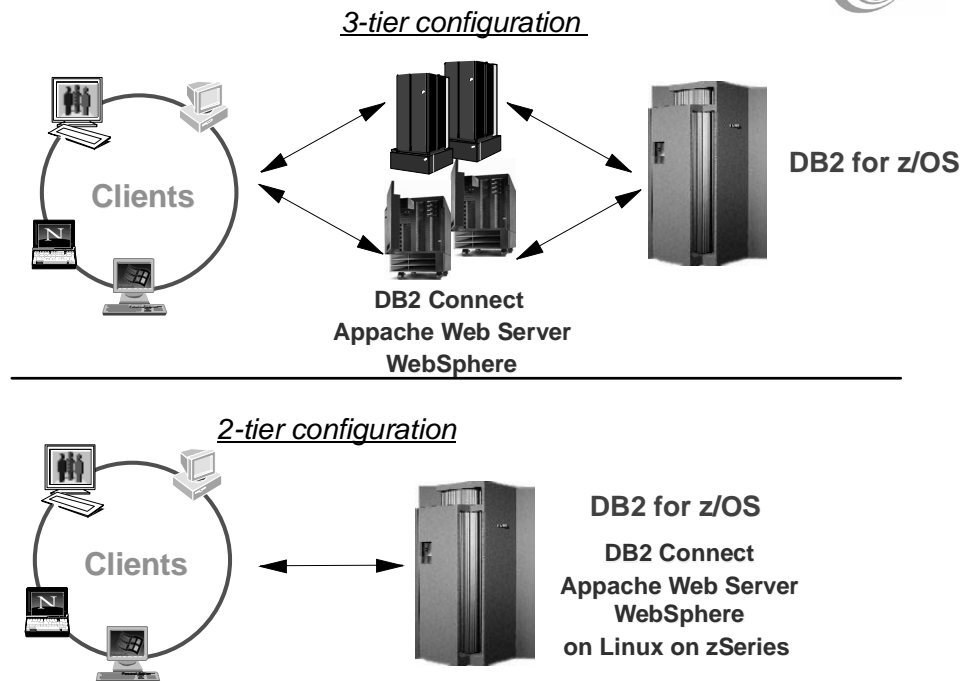 3-tier configuration
Clients
N
DB2 for z/OS
DB2 Connect
Appache Web Server
WebSphere
2-tier configuration
Clients
N
DB2 for z/OS
DB2 Connect
Appache Web Server
WebSphere
on Linux on zSeries